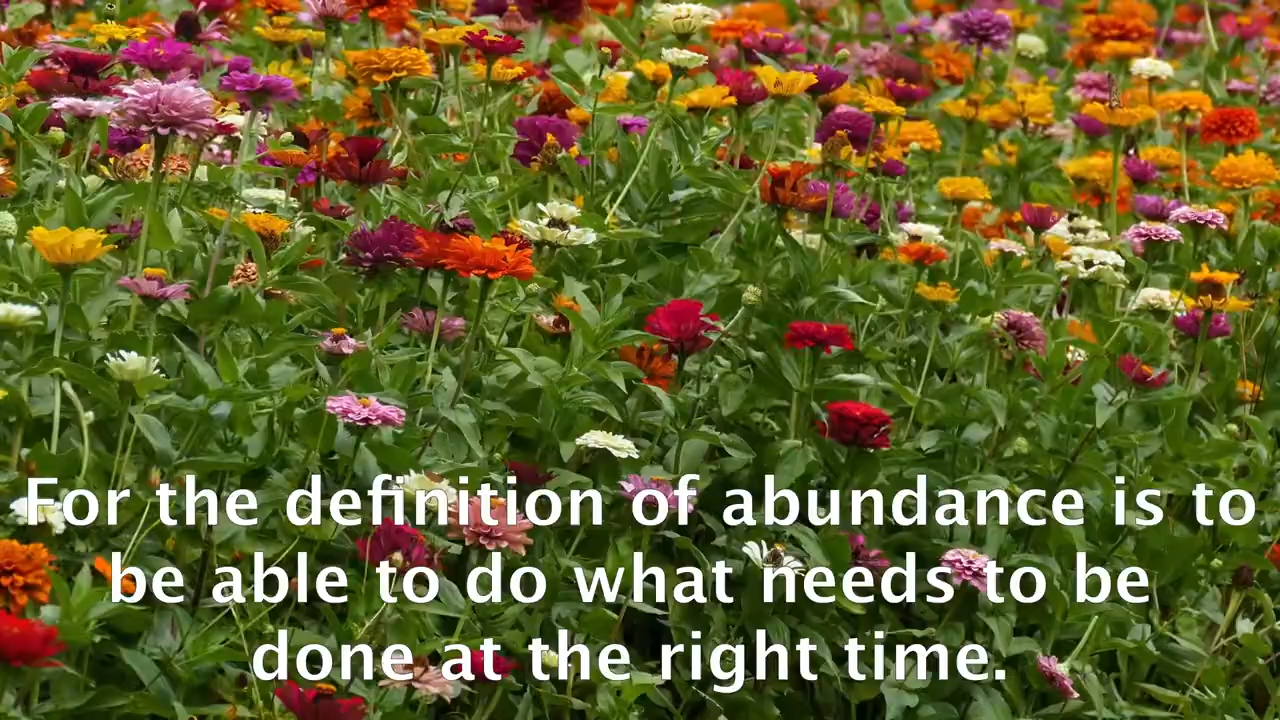 For the definition of abundance is to
be able to do what needs to be
done at the right time.